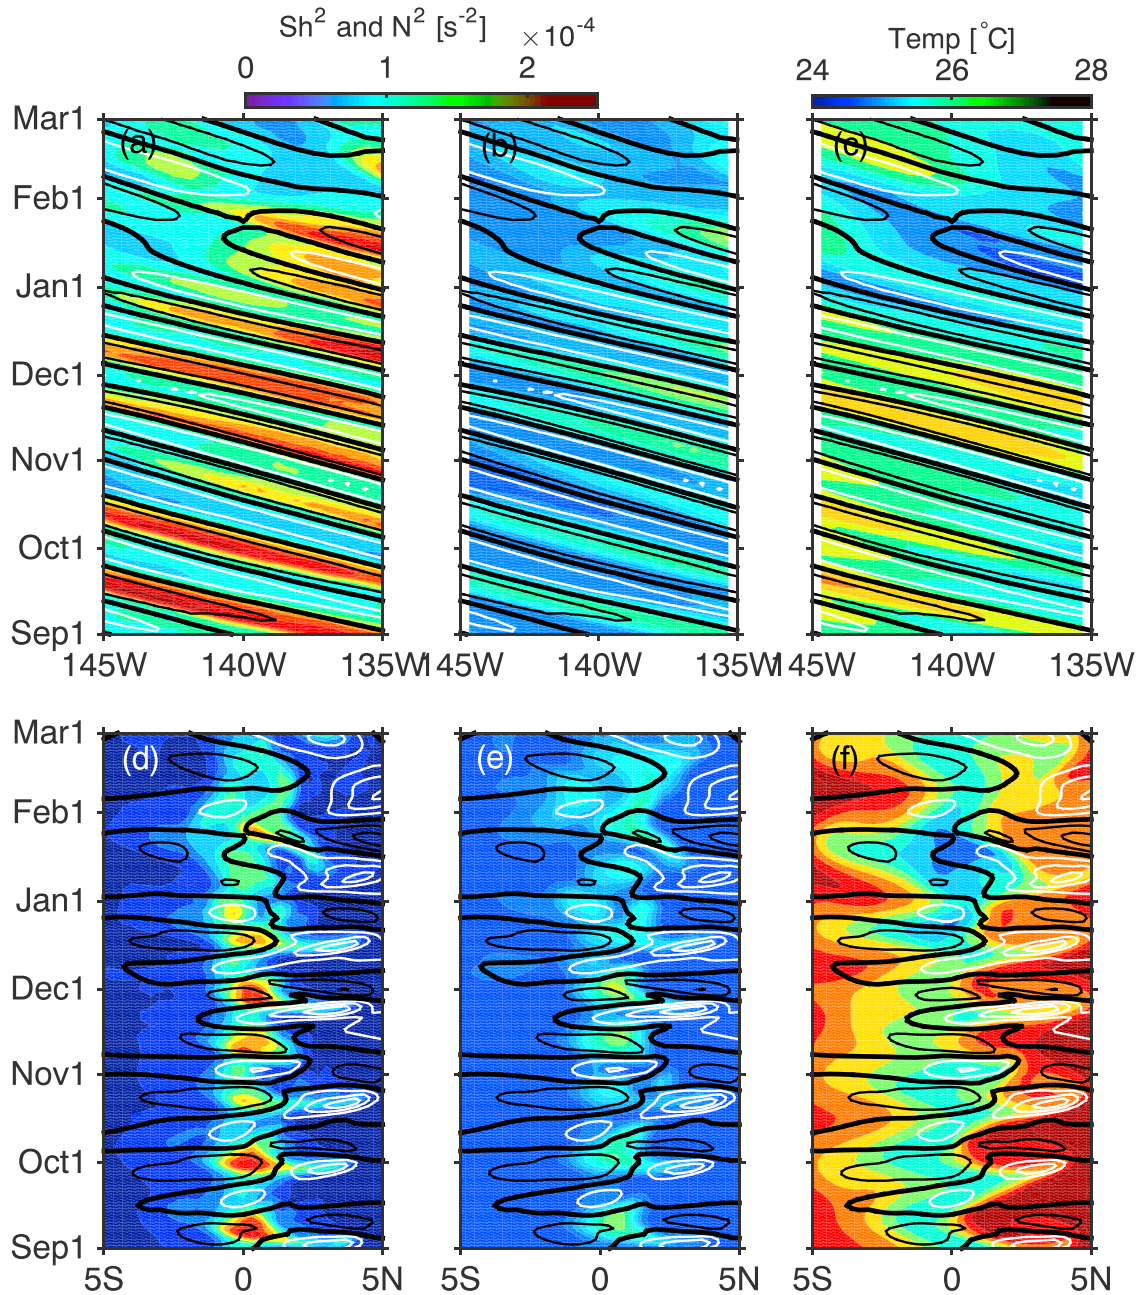 Sh² and N² [s⁻²] ×10⁻⁴
0 1 2
Temp [°C]
24 26 28
Mar1
Feb1
Jan1
Dec1
Nov1
Oct1
Sep1
(a)
(b)
(c)
145W 140W 135W
145W 140W 135W
145W 140W 135W
Mar1
Feb1
Jan1
Dec1
Nov1
Oct1
Sep1
(d)
(e)
(f)
5S 0 5N
5S 0 5N
5S 0 5N